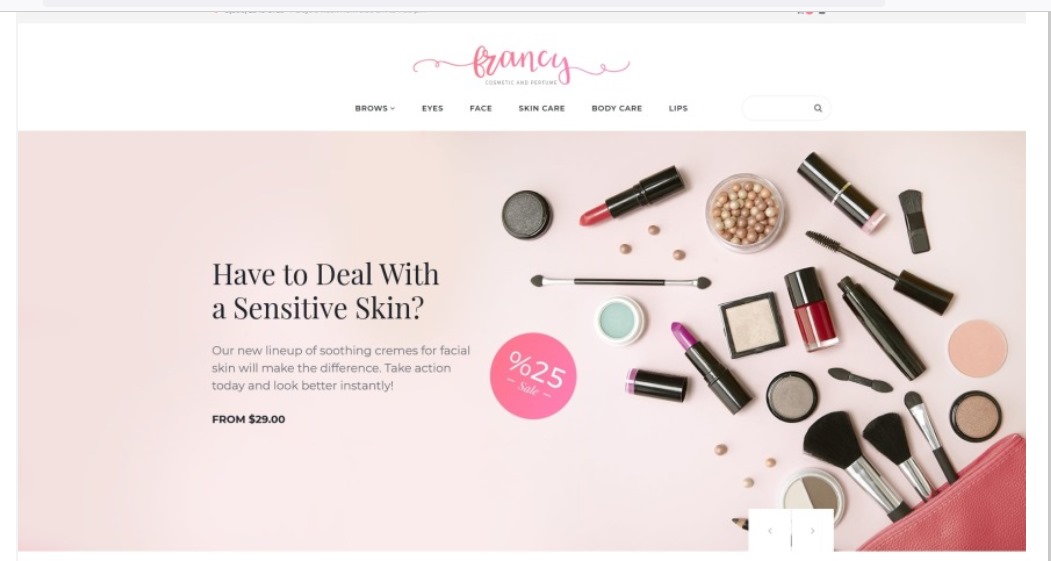 francy
COSMETIC AND PERFUME
BROWS EYES FACE SKIN CARE BODY CARE LIPS
Have to Deal With
a Sensitive Skin?
Our new lineup of soothing cremes for facial
skin will make the difference. Take action
today and look better instantly!
FROM $29.00
%25
– Sale –